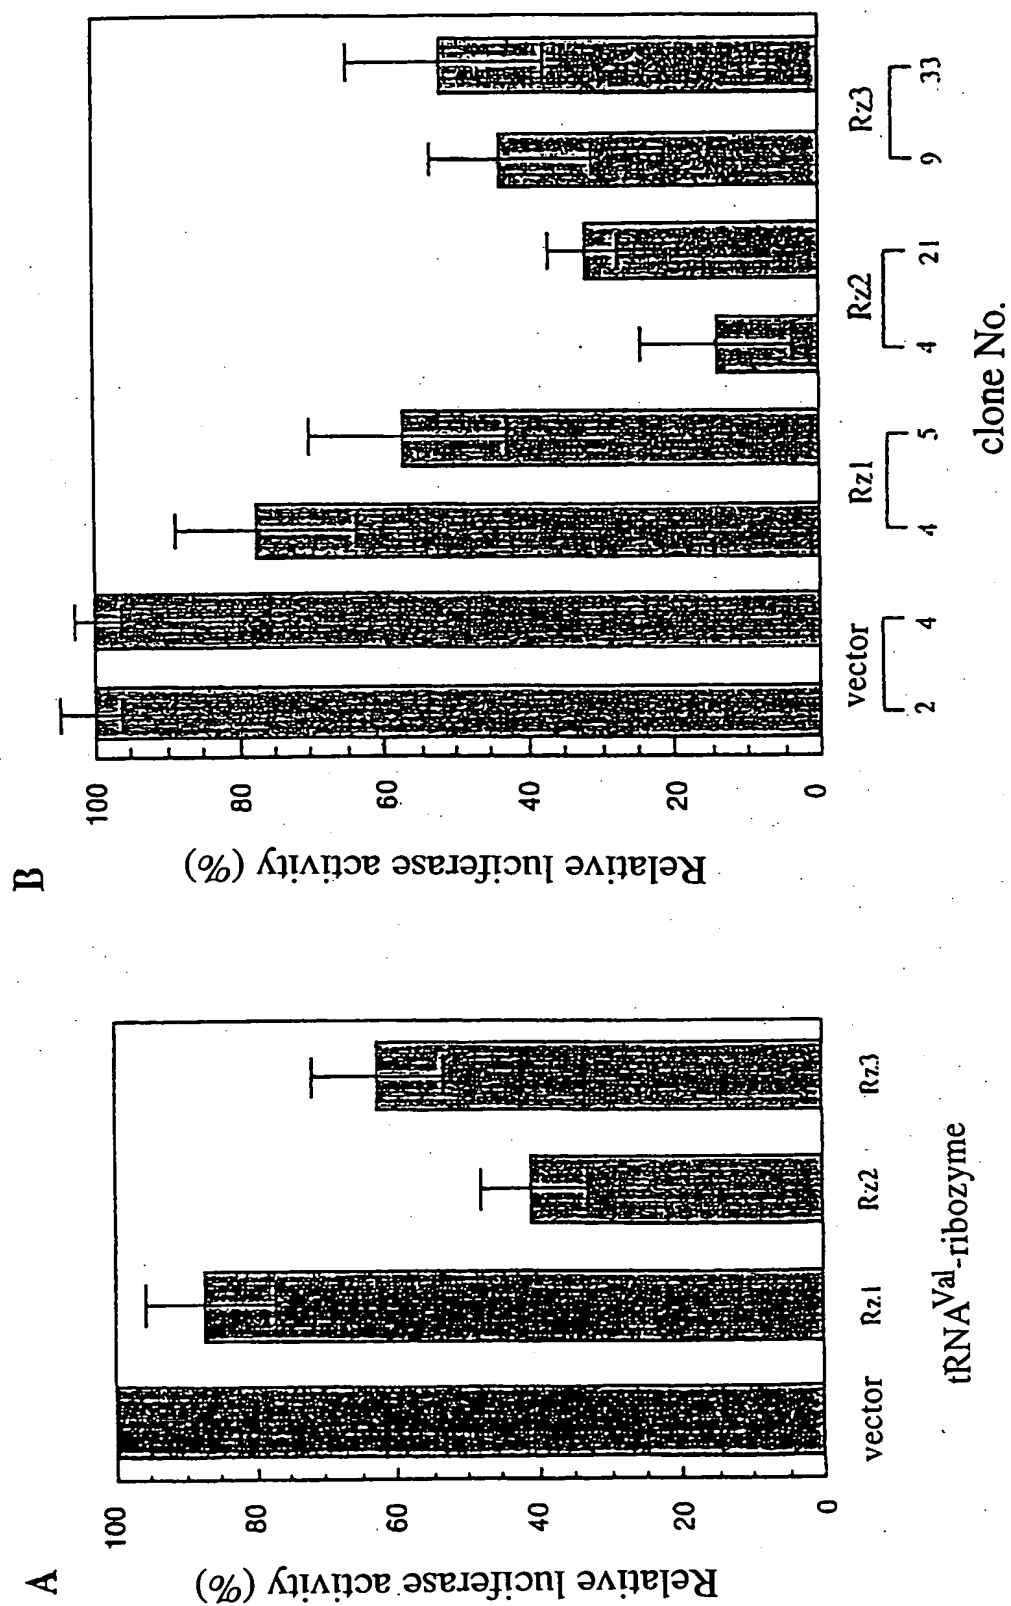 A
Relative luciferase activity (%)
100
80
60
40
20
0
vector
Rz1
Rz2
Rz3
tRNAVal-ribozyme
B
Relative luciferase activity (%)
100
80
60
40
20
0
vector
Rz1
Rz2
Rz3
2
4
4
5
4
21
9
33
clone No.